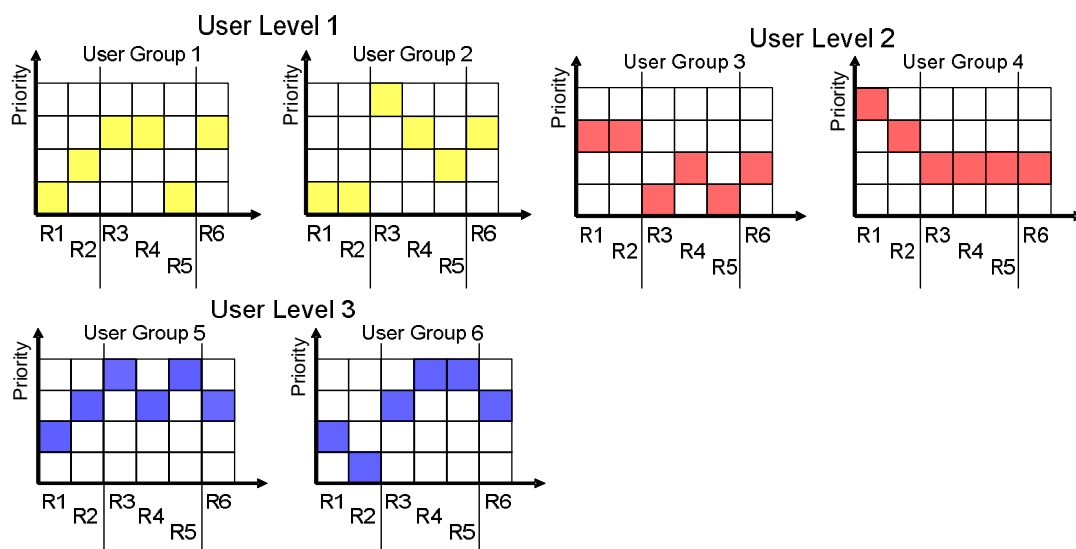 User Level 1
User Group 1
User Group 2
Priority
Priority
R1 R2 R3 R4 R5 R6
R1 R2 R3 R4 R5 R6
User Level 2
User Group 3
User Group 4
Priority
Priority
R1 R2 R3 R4 R5 R6
R1 R2 R3 R4 R5 R6
User Level 3
User Group 5
User Group 6
Priority
Priority
R1 R2 R3 R4 R5 R6
R1 R2 R3 R4 R5 R6